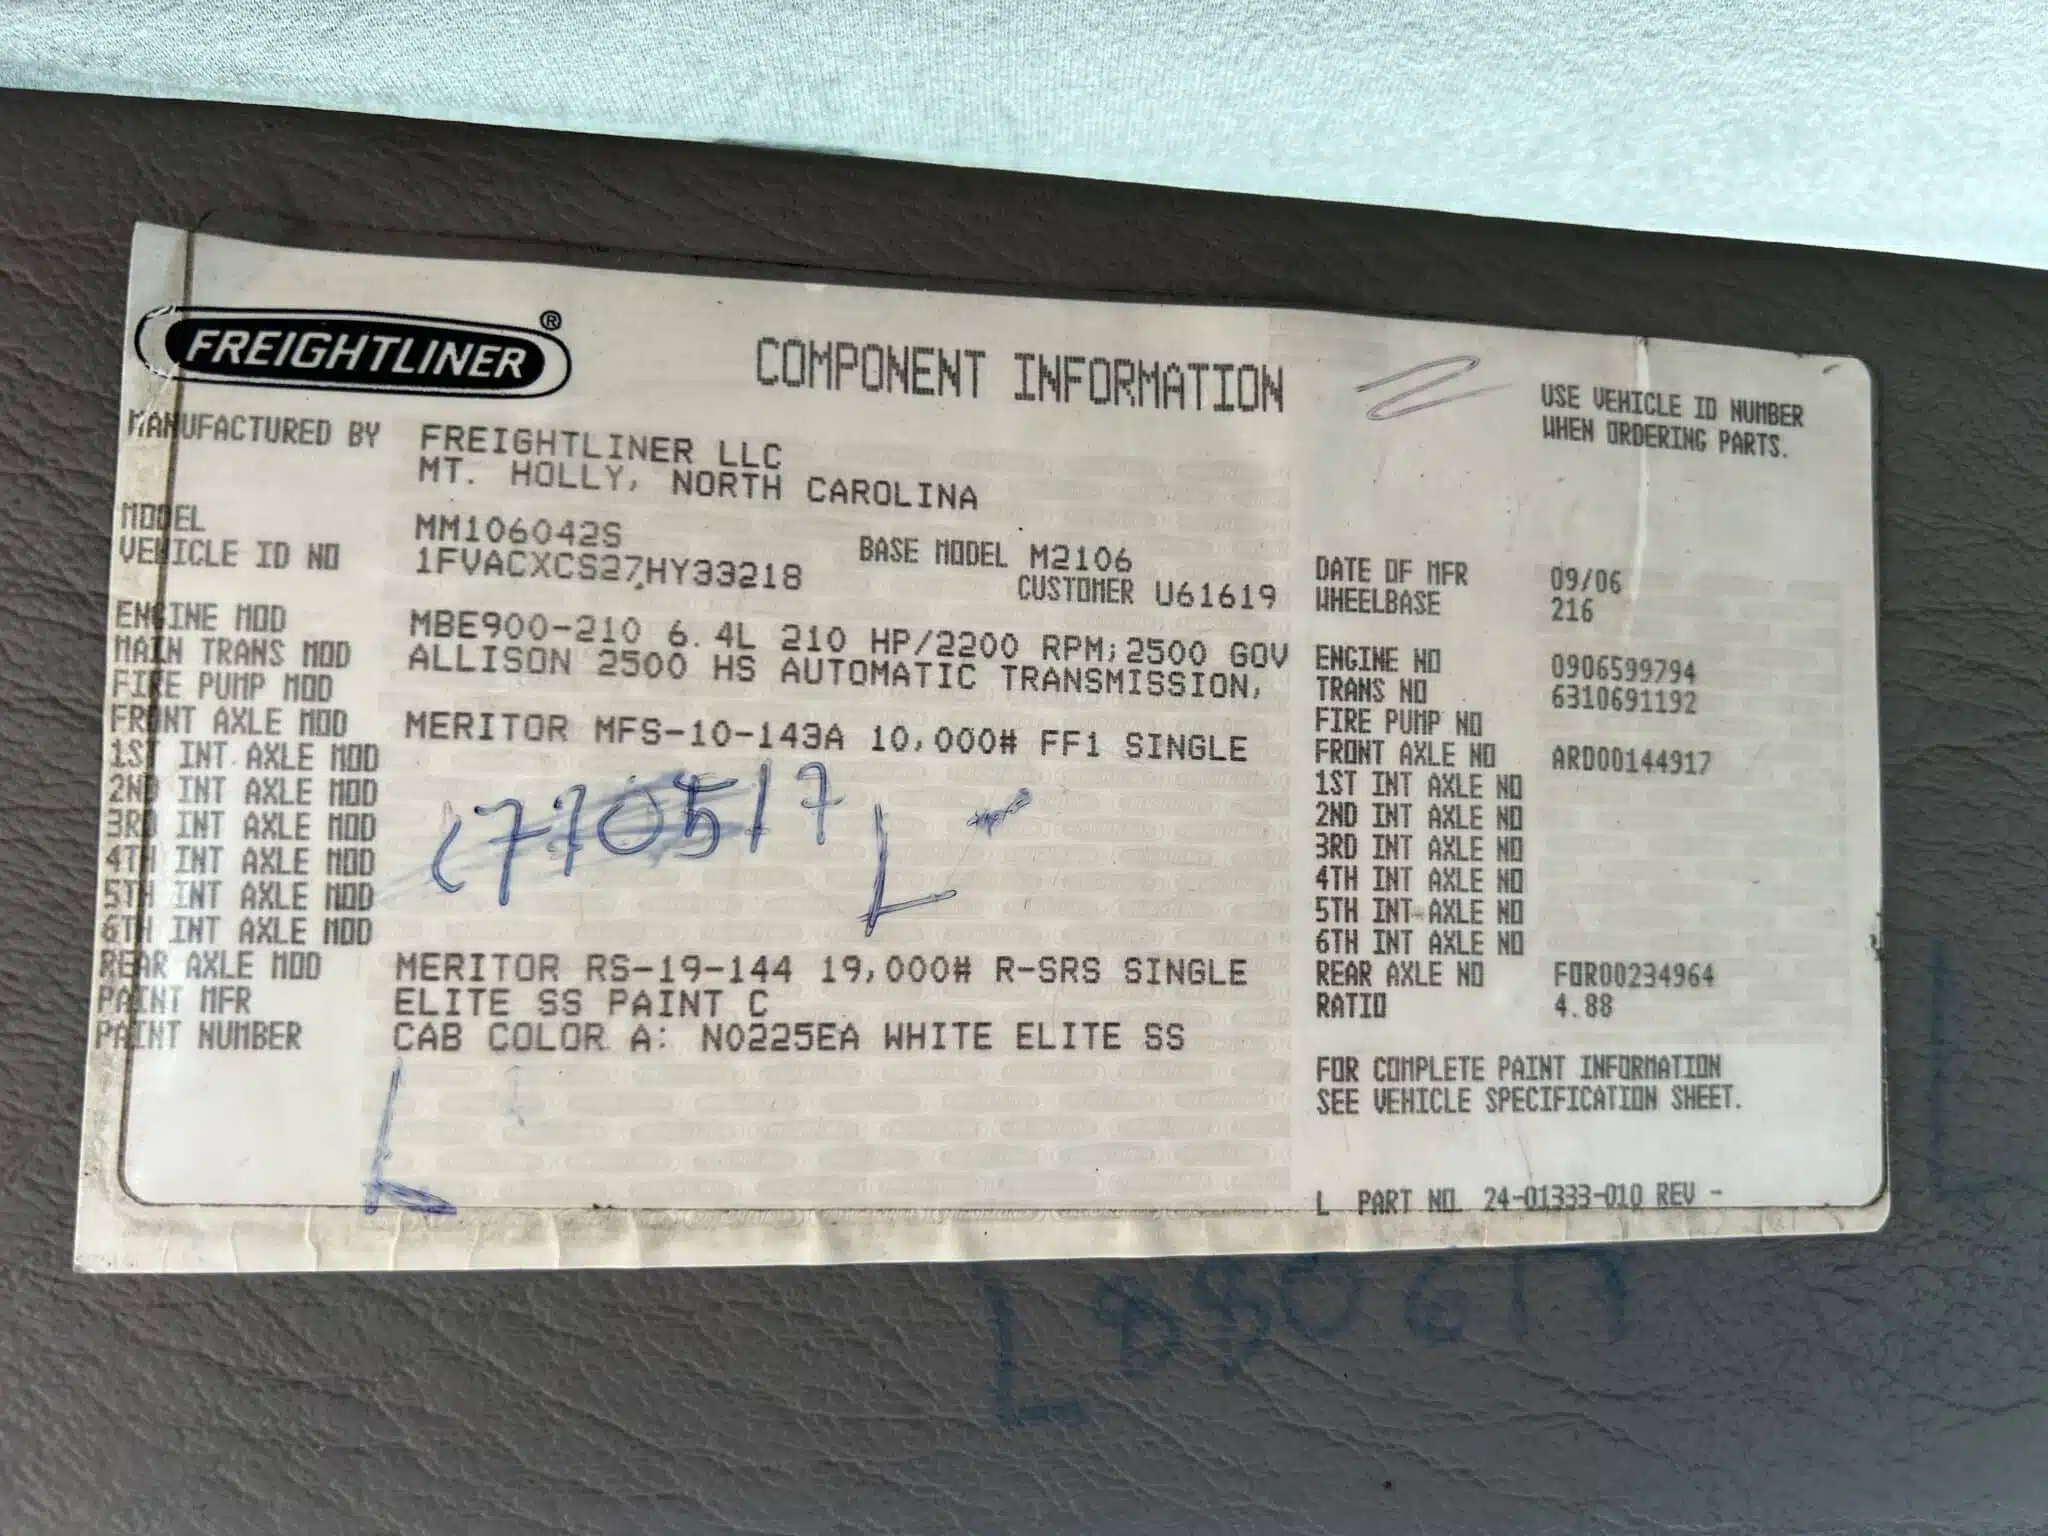 FREIGHTLINER®
COMPONENT INFORMATION
USE VEHICLE ID NUMBER
WHEN ORDERING PARTS.
MANUFACTURED BY FREIGHTLINER LLC
MT. HOLLY, NORTH CAROLINA
MODEL MM106042S BASE MODEL M2106
VEHICLE ID NO 1FVACXCS27HY33218 CUSTOMER U61619
ENGINE MOD MBE900-210 6.4L 210 HP/2200 RPM;2500 GOV
MAIN TRANS MOD ALLISON 2500 HS AUTOMATIC TRANSMISSION,
FIRE PUMP MOD
FRONT AXLE MOD MERITOR MFS-10-143A 10,000# FF1 SINGLE
1ST INT AXLE MOD
2ND INT AXLE MOD
3RD INT AXLE MOD
4TH INT AXLE MOD
5TH INT AXLE MOD
6TH INT AXLE MOD
REAR AXLE MOD MERITOR RS-19-144 19,000# R-SRS SINGLE
PAINT MFR ELITE SS PAINT C
PAINT NUMBER CAB COLOR A: N0225EA WHITE ELITE SS
DATE OF MFR 09/06
WHEELBASE 216
ENGINE NO 0906599794
TRANS NO 6310691192
FIRE PUMP NO
FRONT AXLE NO ARD00144917
1ST INT AXLE NO
2ND INT AXLE NO
3RD INT AXLE NO
4TH INT AXLE NO
5TH INT AXLE NO
6TH INT AXLE NO
REAR AXLE NO FOR00234964
RATIO 4.88
FOR COMPLETE PAINT INFORMATION
SEE VEHICLE SPECIFICATION SHEET.
L PART NO. 24-01333-010 REV -